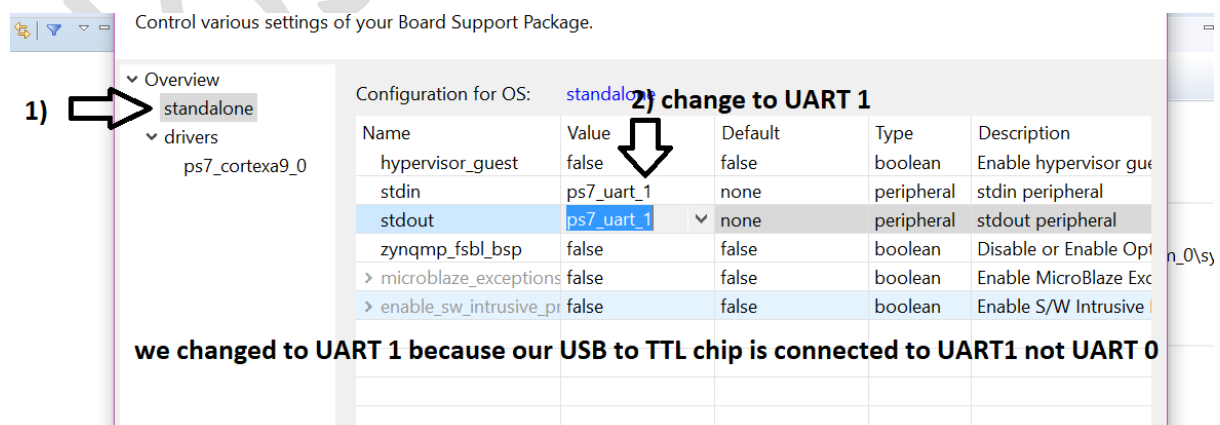 Control various settings of your Board Support Package.
Overview
1) standalone
drivers
ps7_cortexa9_0
Configuration for OS: standalone
2) change to UART 1
Name Value Default Type Description
hypervisor_guest false false boolean Enable hypervisor gue
stdin ps7_uart_1 none peripheral stdin peripheral
stdout ps7_uart_1 none peripheral stdout peripheral
zynqmp_fsbl_bsp false false boolean Disable or Enable Opt
microblaze_exceptions false false boolean Enable MicroBlaze Exc
enable_sw_intrusive_pr false false boolean Enable S/W Intrusive
n_0\sy
we changed to UART 1 because our USB to TTL chip is connected to UART1 not UART 0